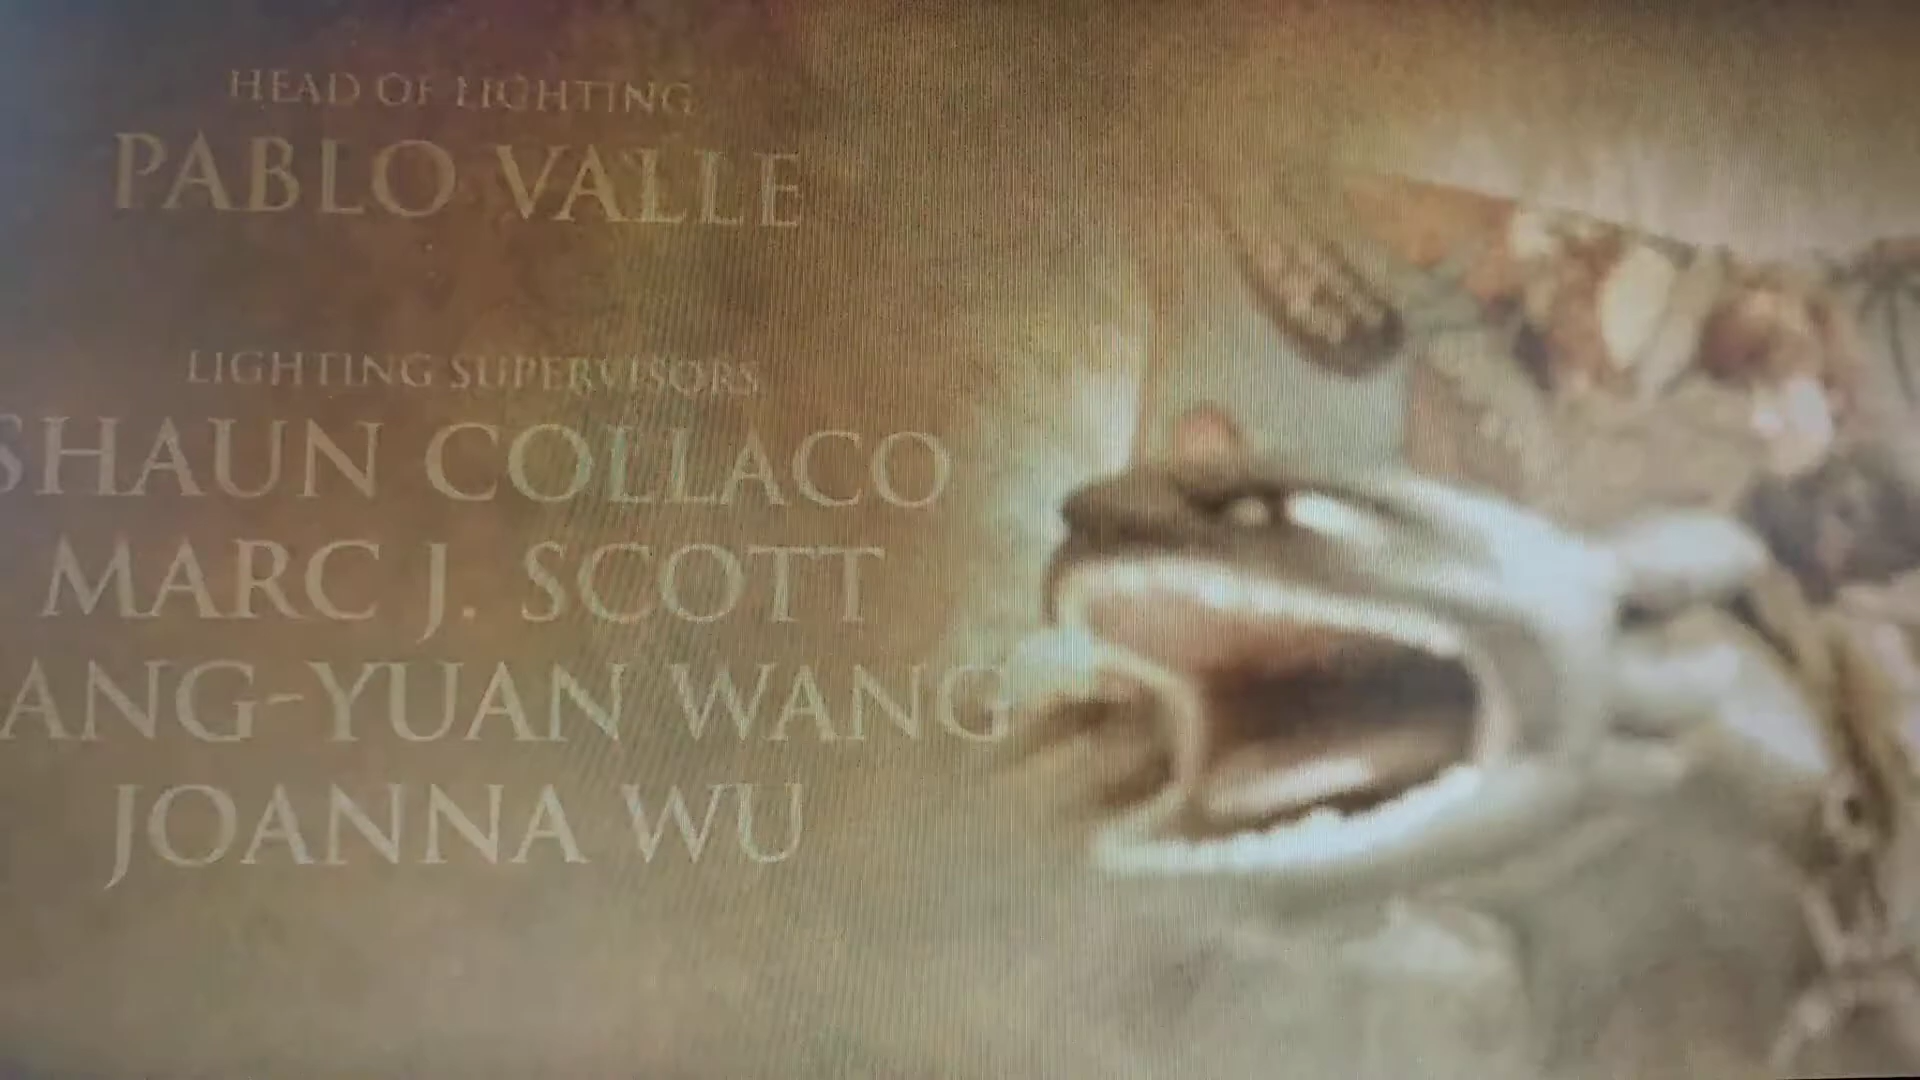 HEAD OF LIGHTING
PABLO VALLE
LIGHTING SUPERVISORS
SHAUN COLLACO
MARC J. SCOTT
ANG-YUAN WANG
JOANNA WU